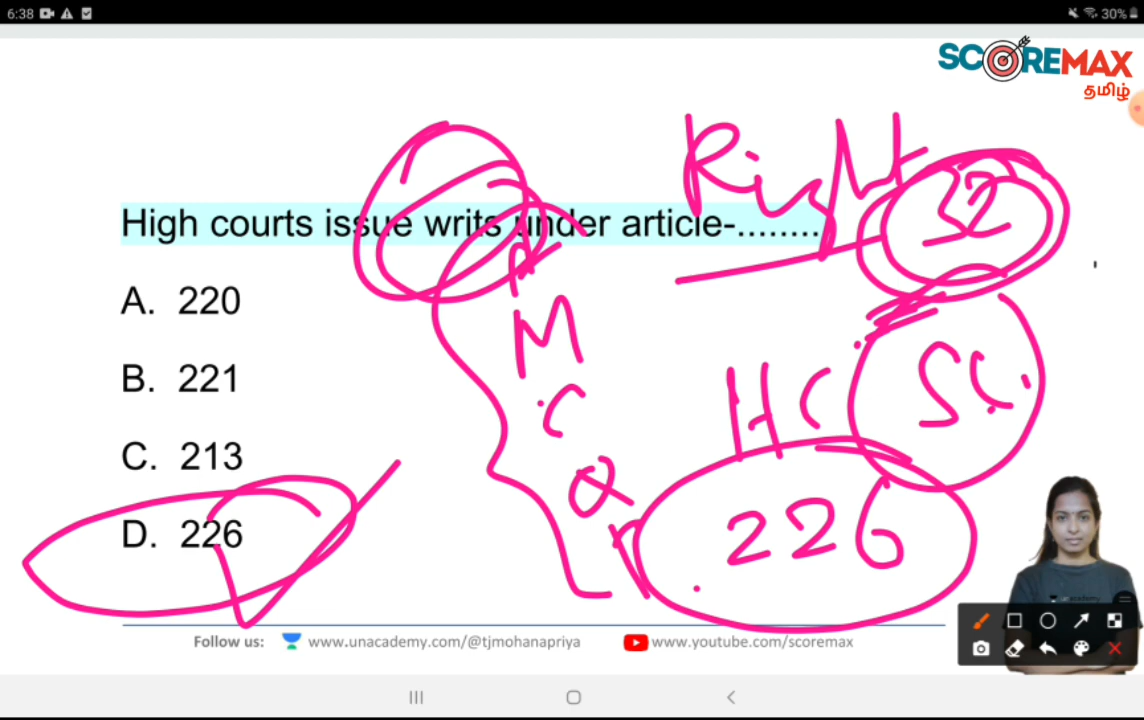 6:38
30%
SCOREMAX
தமிழ்
Right 32
High courts issue writs under article-........
A. 220
B. 221
C. 213
D. 226
M
C
Q
HC
SC
226
Follow us: www.unacademy.com/@tjmohanapriya www.youtube.com/scoremax
unacademy